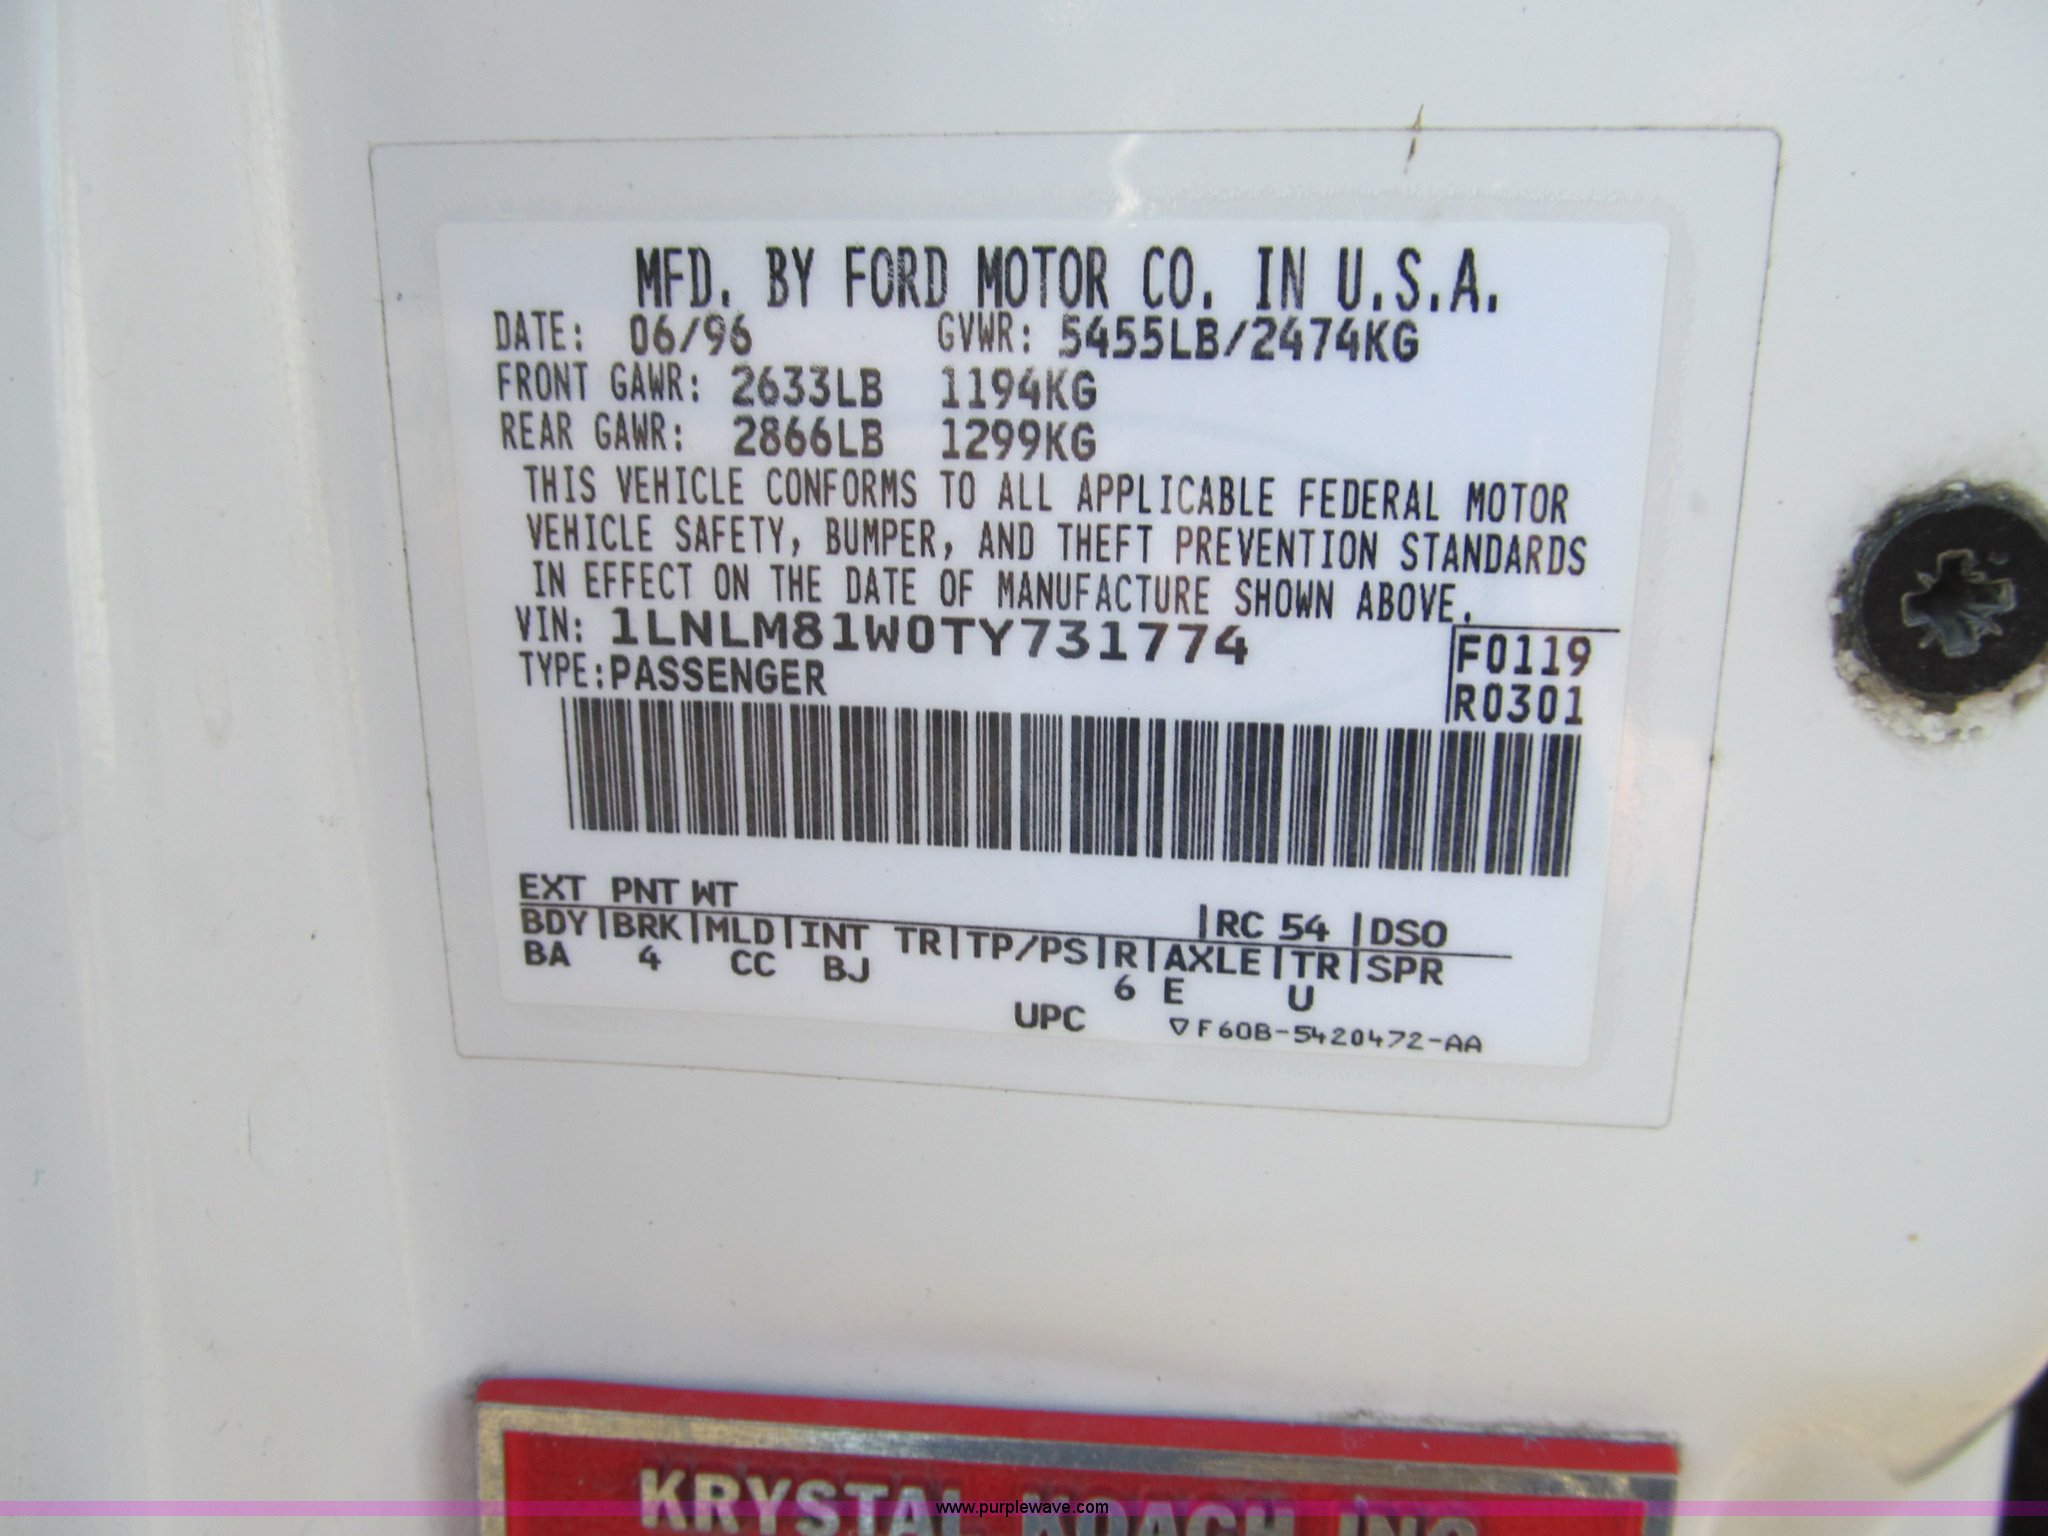 MFD. BY FORD MOTOR CO. IN U.S.A.
DATE: 06/96 GVWR: 5455LB/2474KG
FRONT GAWR: 2633LB 1194KG
REAR GAWR: 2866LB 1299KG
THIS VEHICLE CONFORMS TO ALL APPLICABLE FEDERAL MOTOR
VEHICLE SAFETY, BUMPER, AND THEFT PREVENTION STANDARDS
IN EFFECT ON THE DATE OF MANUFACTURE SHOWN ABOVE.
VIN: 1LNLM81W0TY731774
F0119
TYPE: PASSENGER
R0301
EXT PNT WT
RC 54 DSO
BDY BRK MLD INT TR TP/PS R AXLE TR SPR
BA 4 CC BJ 6 E U
UPC ▽F60B-5420472-AA
KRYSTAL KOACH INC
www.purplewave.com